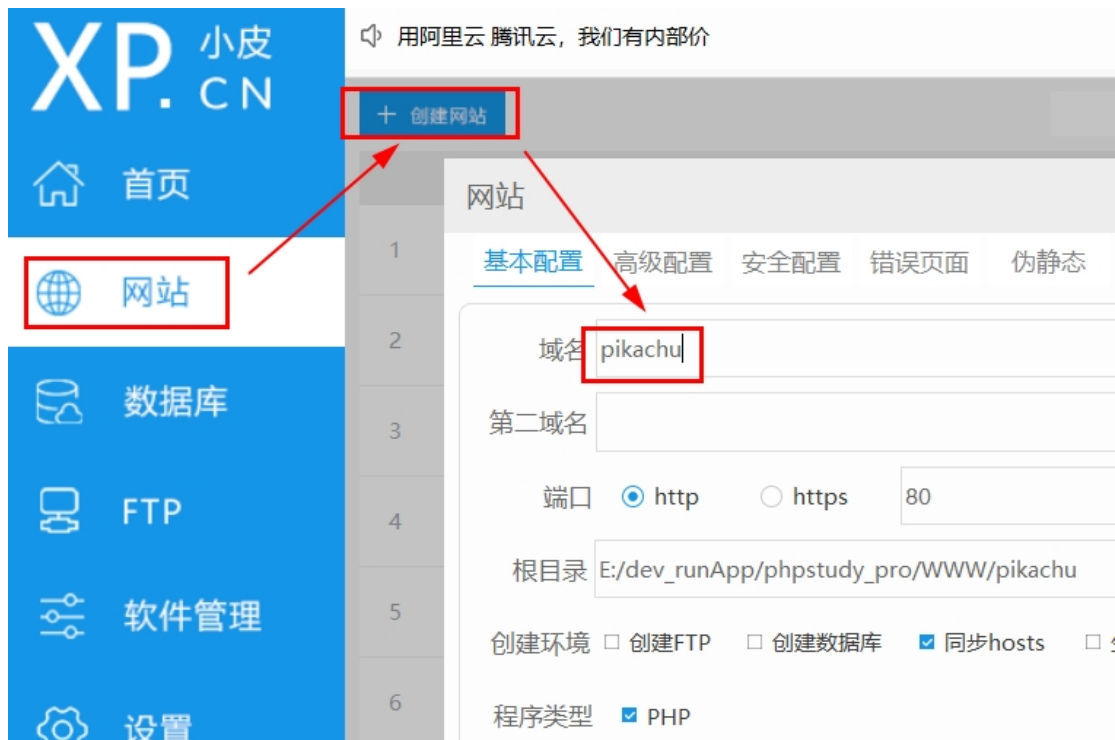 XP.小皮CN
用阿里云 腾讯云，我们有内部价
首页
网站
数据库
FTP
软件管理
设置
+ 创建网站
1
2
3
4
5
6
网站
基本配置 高级配置 安全配置 错误页面 伪静态
域名 pikachu
第二域名
端口 http https 80
根目录 E:/dev_runApp/phpstudy_pro/WWW/pikachu
创建环境 创建FTP 创建数据库 同步hosts
程序类型 PHP